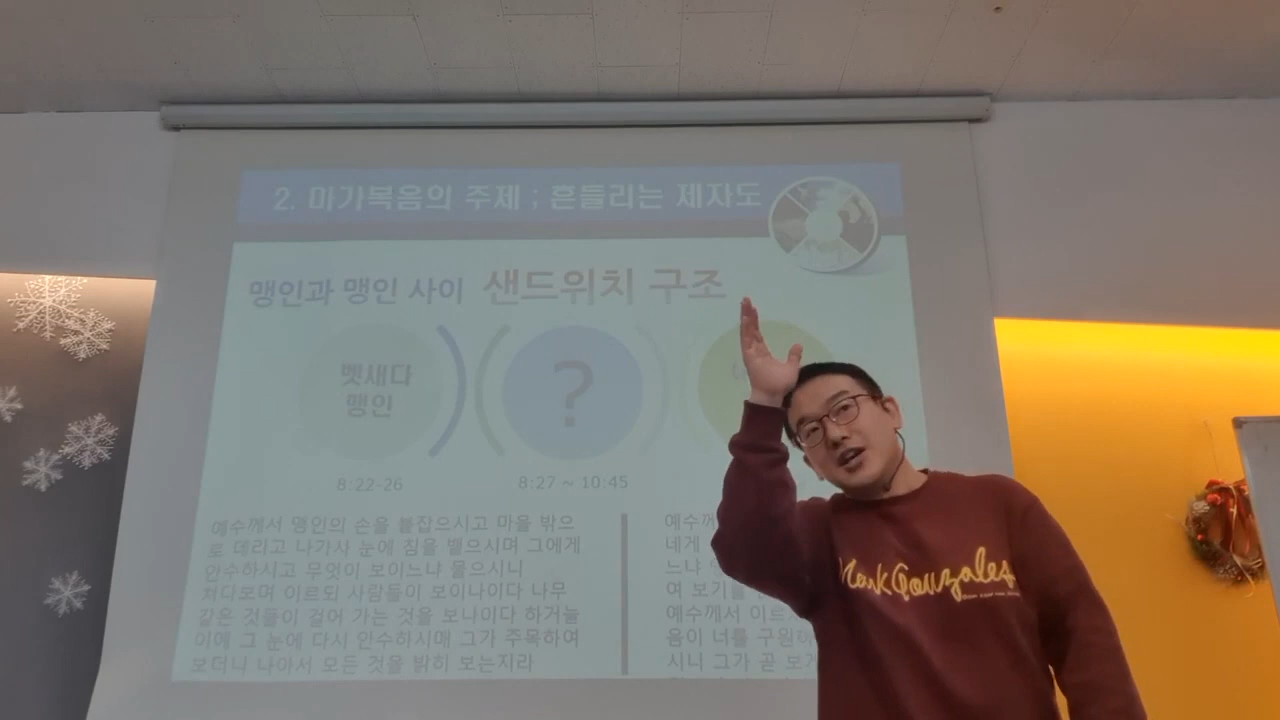 2. 마가복음의 주제 ; 흔들리는 제자도
맹인과 맹인 사이 샌드위치 구조
벳새다
맹인
?
8:22-26
8:27 ~ 10:45
예수께서 맹인의 손을 붙잡으시고 마을 밖으
로 데리고 나가사 눈에 침을 뱉으시며 그에게
안수하시고 무엇이 보이느냐 물으시니
쳐다보며 이르되 사람들이 보이나이다 나무
같은 것들이 걸어 가는 것을 보나이다 하거늘
이에 그 눈에 다시 안수하시매 그가 주목하여
보더니 나아서 모든 것을 밝히 보는지라
예수께
네게
느냐
여 보기를
예수께서 이르시
음이 너를 구원
시니 그가 곧 보
Mark Gonzales